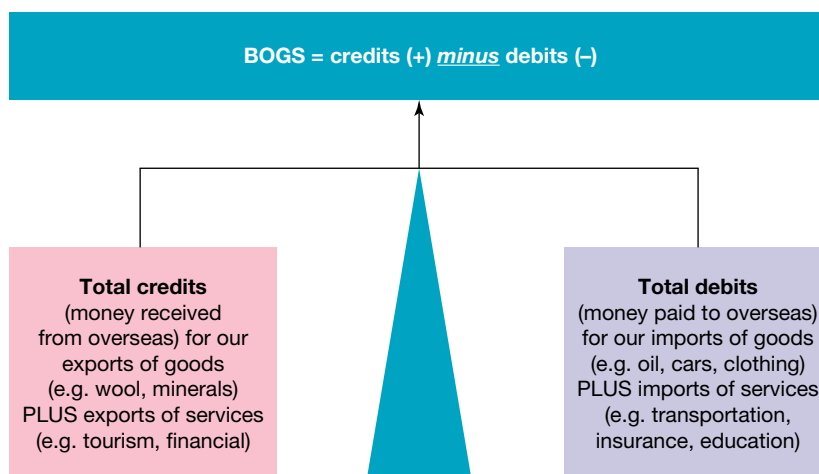 BOGS = credits (+) minus debits (–)
Total credits
(money received
from overseas) for our
exports of goods
(e.g. wool, minerals)
PLUS exports of services
(e.g. tourism, financial)
Total debits
(money paid to overseas)
for our imports of goods
(e.g. oil, cars, clothing)
PLUS imports of services
(e.g. transportation,
insurance, education)